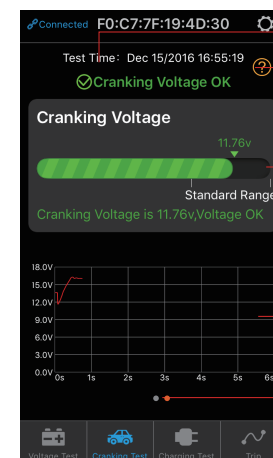 Connected F0:C7:7F:19:4D:30
Test Time: Dec 15/2016 16:55:19
?
Cranking Voltage OK
Cranking Voltage
11.76v
Standard Range
Cranking Voltage is 11.76v,Voltage OK
18.0V
15.0V
12.0V
9.0V
6.0V
3.0V
0.0V 0s 1s 2s 3s 4s 5s 6s
Voltage Test Cranking Test Charging Test Trip